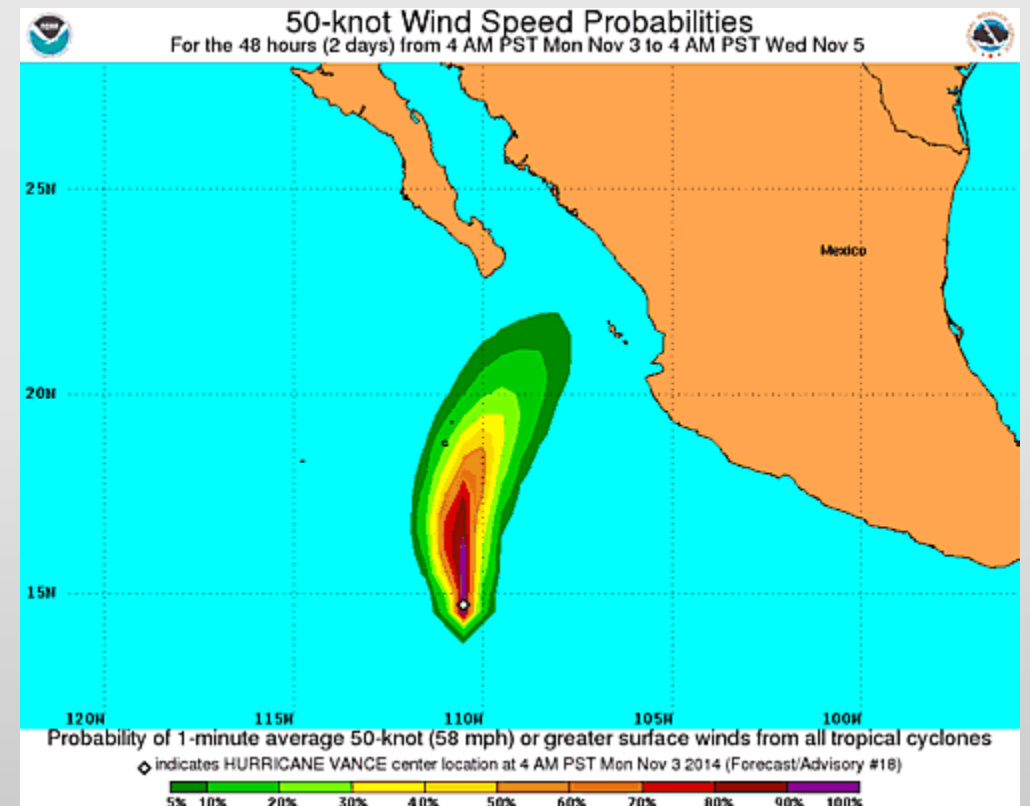 50-knot Wind Speed Probabilities
For the 48 hours (2 days) from 4 AM PST Mon Nov 3 to 4 AM PST Wed Nov 5
25N
Mexico
20N
15N
120W 115W 110W 105W 100W
Probability of 1-minute average 50-knot (58 mph) or greater surface winds from all tropical cyclones
indicates HURRICANE VANCE center location at 4 AM PST Mon Nov 3 2014 (Forecast/Advisory #18)
5% 10% 20% 30% 40% 50% 60% 70% 80% 90% 100%